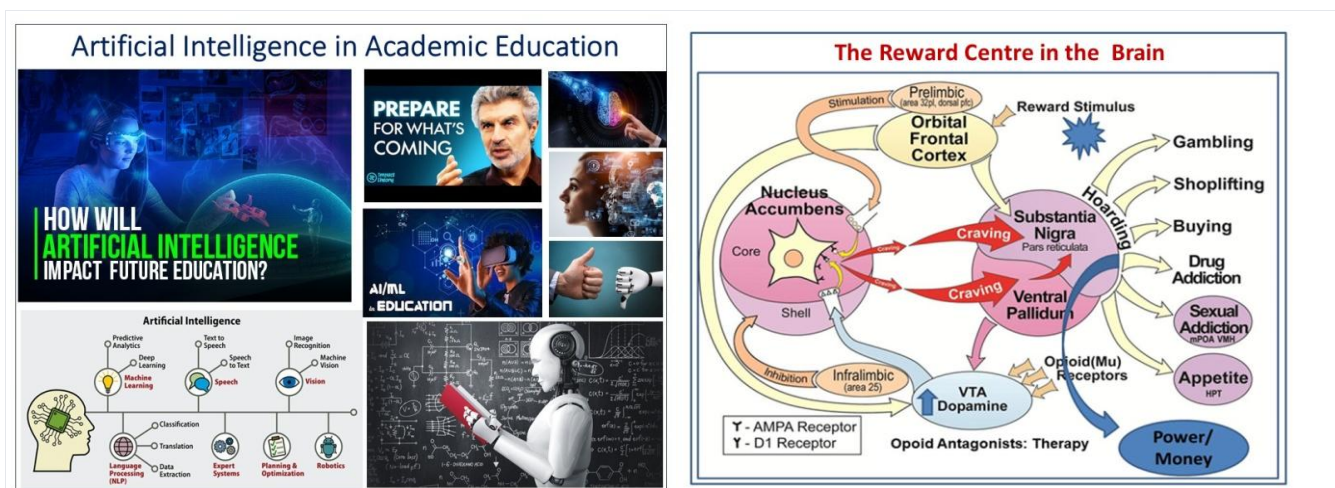 Artificial Intelligence in Academic Education
HOW WILL
ARTIFICIAL INTELLIGENCE
IMPACT FUTURE EDUCATION?
PREPARE
FOR WHAT'S
COMING
AI/ML
in EDUCATION
Artificial Intelligence
Predictive
Analytics
Deep
Learning
Machine
Learning
Text to
Speech
Speech
to Text
Speech
Image
Recognition
Machine
Vision
Vision
Classification
Translation
Data
Extraction
Language
Processing
(NLP)
Expert
Systems
Planning &
Optimization
Robotics
The Reward Centre in the Brain
Stimulation
Prelimbic
(area 32pl, dorsal pfc)
Orbital
Frontal
Cortex
Reward Stimulus
Nucleus
Accumbens
Core
Shell
Craving
Craving
Craving
Craving
Substantia
Nigra
Pars reticulata
Ventral
Pallidum
Hoarding
Gambling
Shoplifting
Buying
Drug
Addiction
Sexual
Addiction
mPOA VMH
Appetite
HPT
Inhibition
Infralimbic
(area 25)
VTA
Dopamine
Opioid(Mu)
Receptors
- AMPA Receptor
- D1 Receptor
Opoid Antagonists: Therapy
Power/
Money